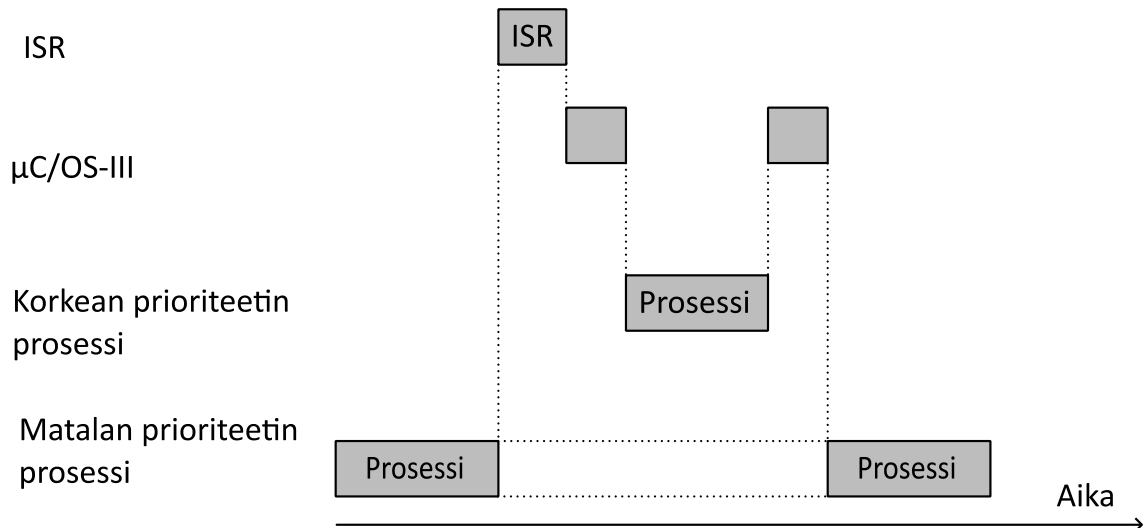 ISR
ISR
µC/OS-III
Korkean prioriteetin
prosessi
Prosessi
Matalan prioriteetin
prosessi
Prosessi
Prosessi
Aika